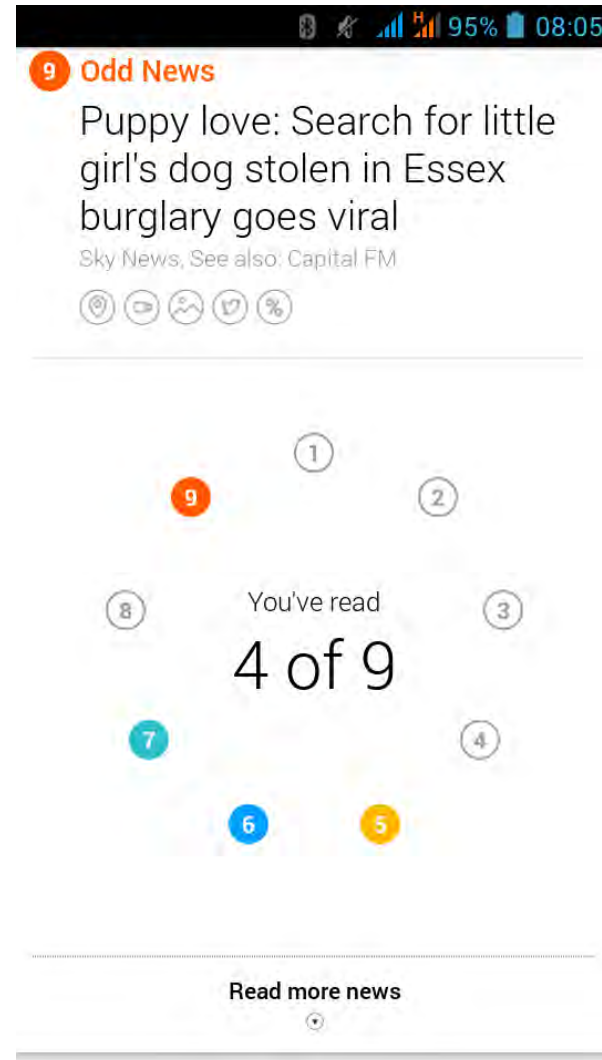 H 95% 08:05
9 Odd News
Puppy love: Search for little
girl's dog stolen in Essex
burglary goes viral
Sky News, See also: Capital FM
%
1
9
2
You've read
8
3
4 of 9
7
4
6
5
Read more news